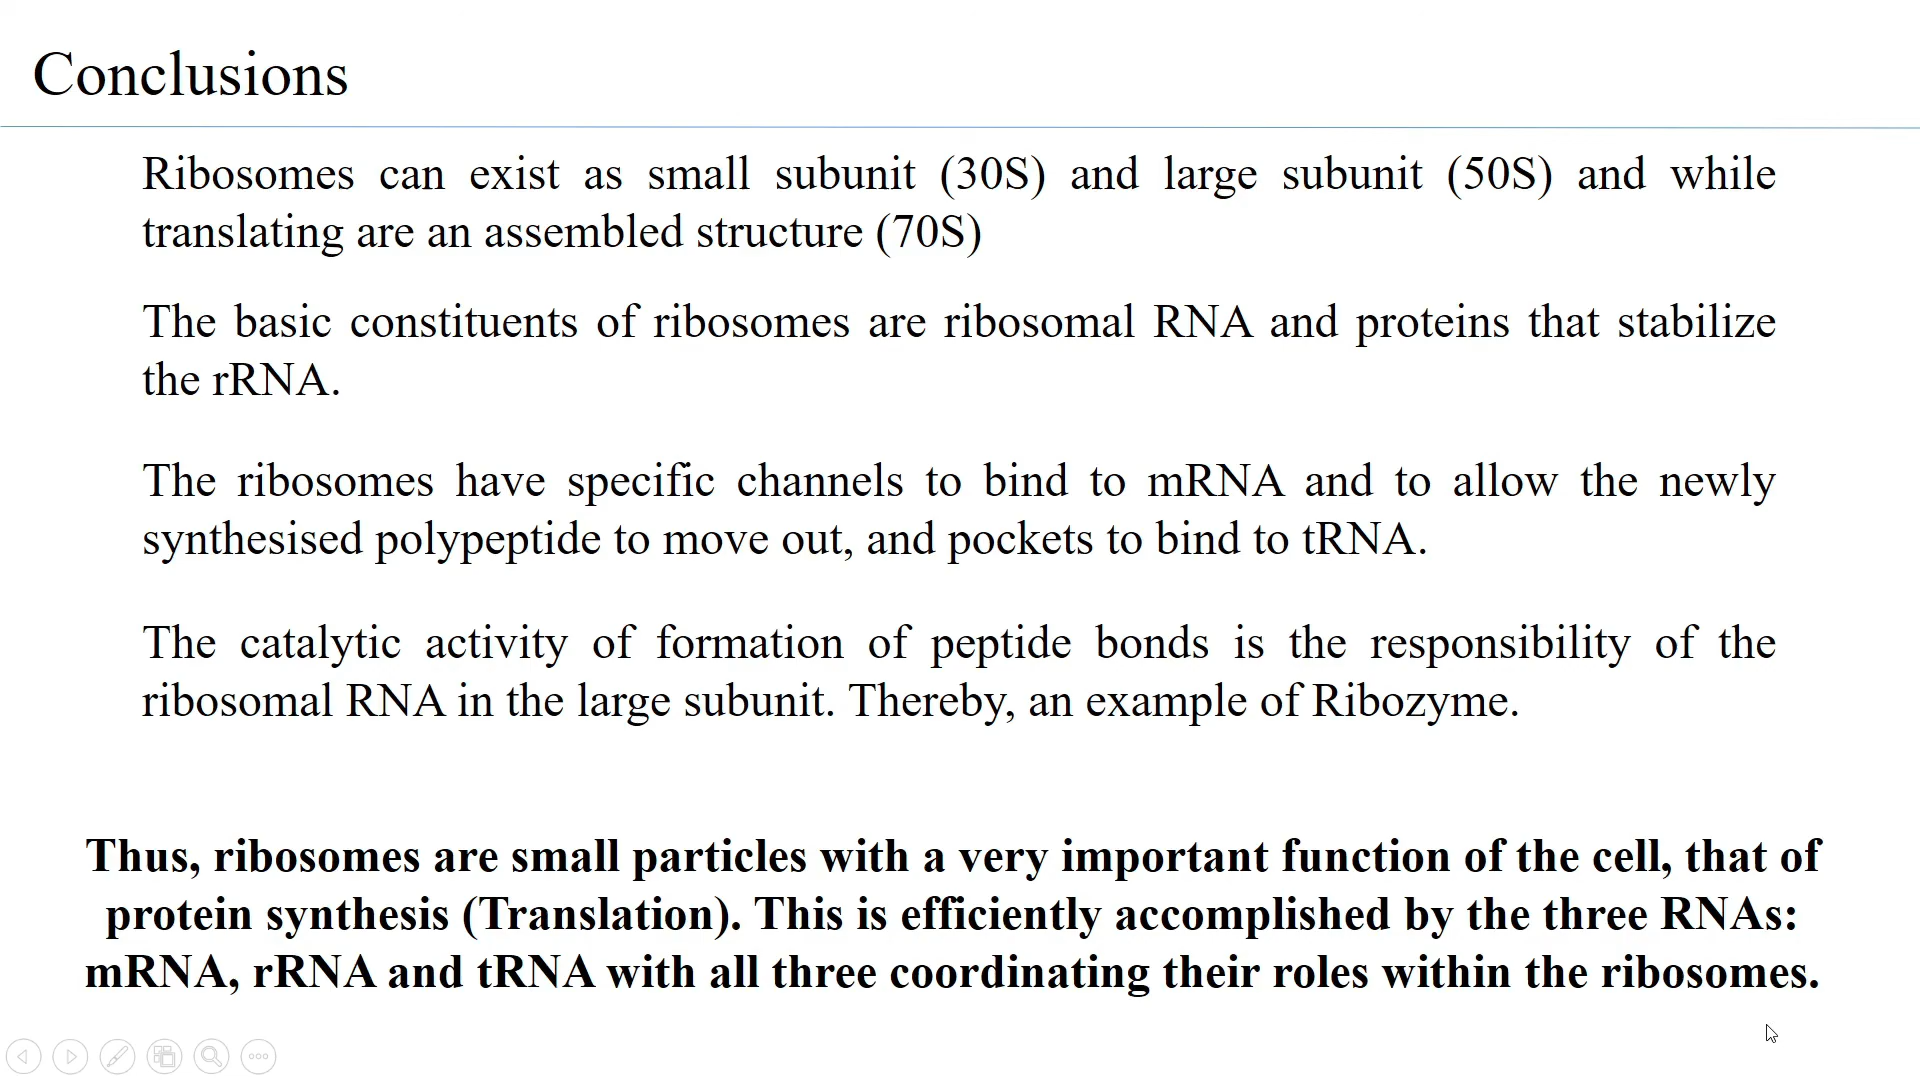 Conclusions
Ribosomes can exist as small subunit (30S) and large subunit (50S) and while
translating are an assembled structure (70S)
The basic constituents of ribosomes are ribosomal RNA and proteins that stabilize
the rRNA.
The ribosomes have specific channels to bind to mRNA and to allow the newly
synthesised polypeptide to move out, and pockets to bind to tRNA.
The catalytic activity of formation of peptide bonds is the responsibility of the
ribosomal RNA in the large subunit. Thereby, an example of Ribozyme.
Thus, ribosomes are small particles with a very important function of the cell, that of
protein synthesis (Translation). This is efficiently accomplished by the three RNAs:
mRNA, rRNA and tRNA with all three coordinating their roles within the ribosomes.